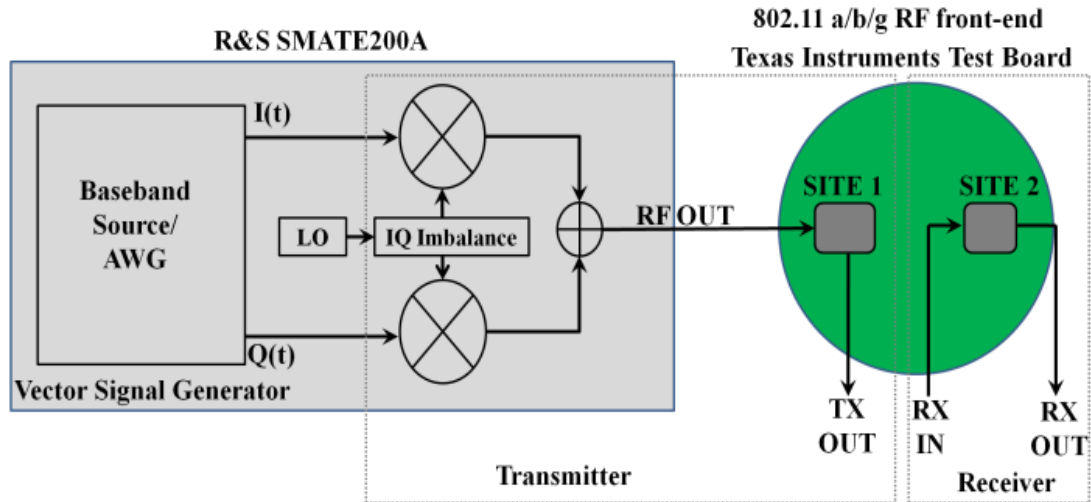 802.11 a/b/g RF front-end
R&S SMATE200A
Texas Instruments Test Board
I(t)
Baseband
Source/
AWG
SITE 1
SITE 2
LO
IQ Imbalance
RF OUT
Q(t)
Vector Signal Generator
TX
OUT
RX
IN
RX
OUT
Transmitter
Receiver